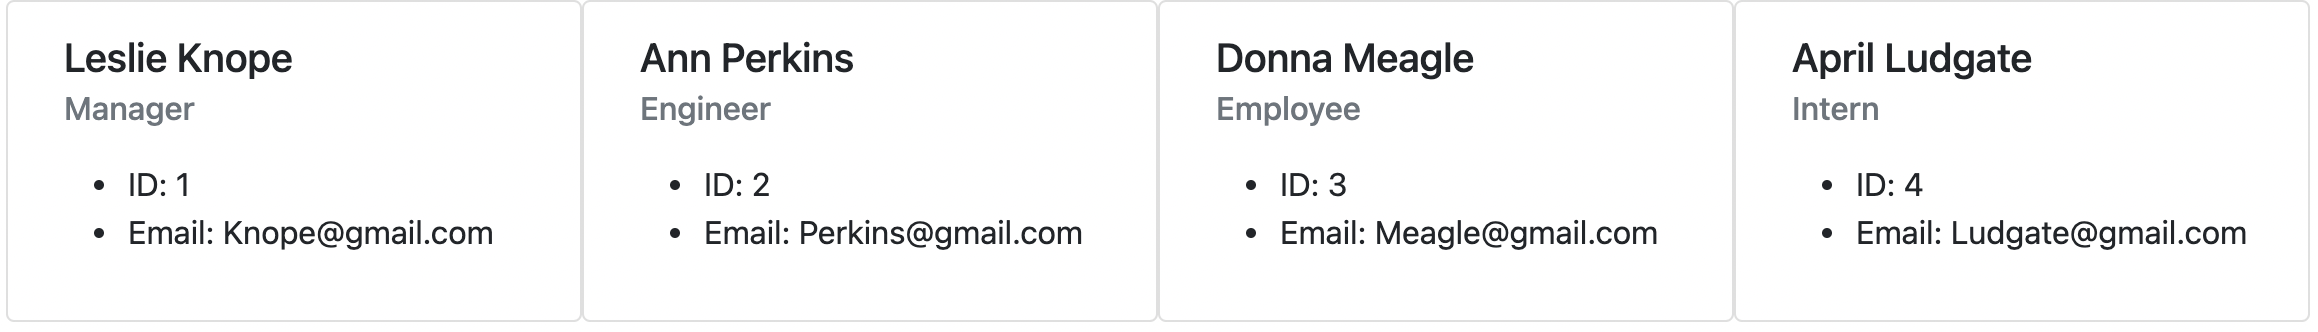 Leslie Knope
Manager
• ID: 1
• Email: Knope@gmail.com
Ann Perkins
Engineer
• ID: 2
• Email: Perkins@gmail.com
Donna Meagle
Employee
• ID: 3
• Email: Meagle@gmail.com
April Ludgate
Intern
• ID: 4
• Email: Ludgate@gmail.com